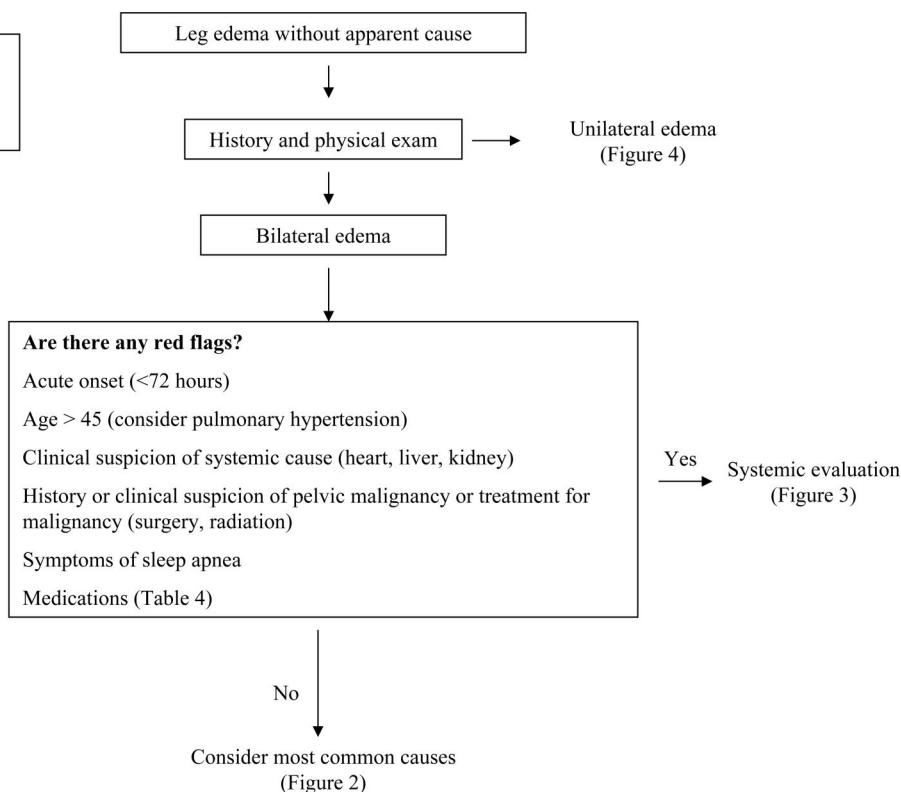 Leg edema without apparent cause
History and physical exam
Unilateral edema
(Figure 4)
Bilateral edema
Are there any red flags?
Acute onset (<72 hours)
Age > 45 (consider pulmonary hypertension)
Clinical suspicion of systemic cause (heart, liver, kidney)
History or clinical suspicion of pelvic malignancy or treatment for
malignancy (surgery, radiation)
Symptoms of sleep apnea
Medications (Table 4)
Yes
Systemic evaluation
(Figure 3)
No
Consider most common causes
(Figure 2)